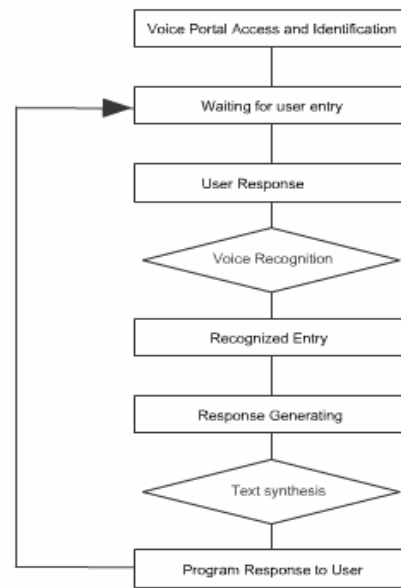 Voice Portal Access and Identification
Waiting for user entry
User Response
Voice Recognition
Recognized Entry
Response Generating
Text synthesis
Program Response to User